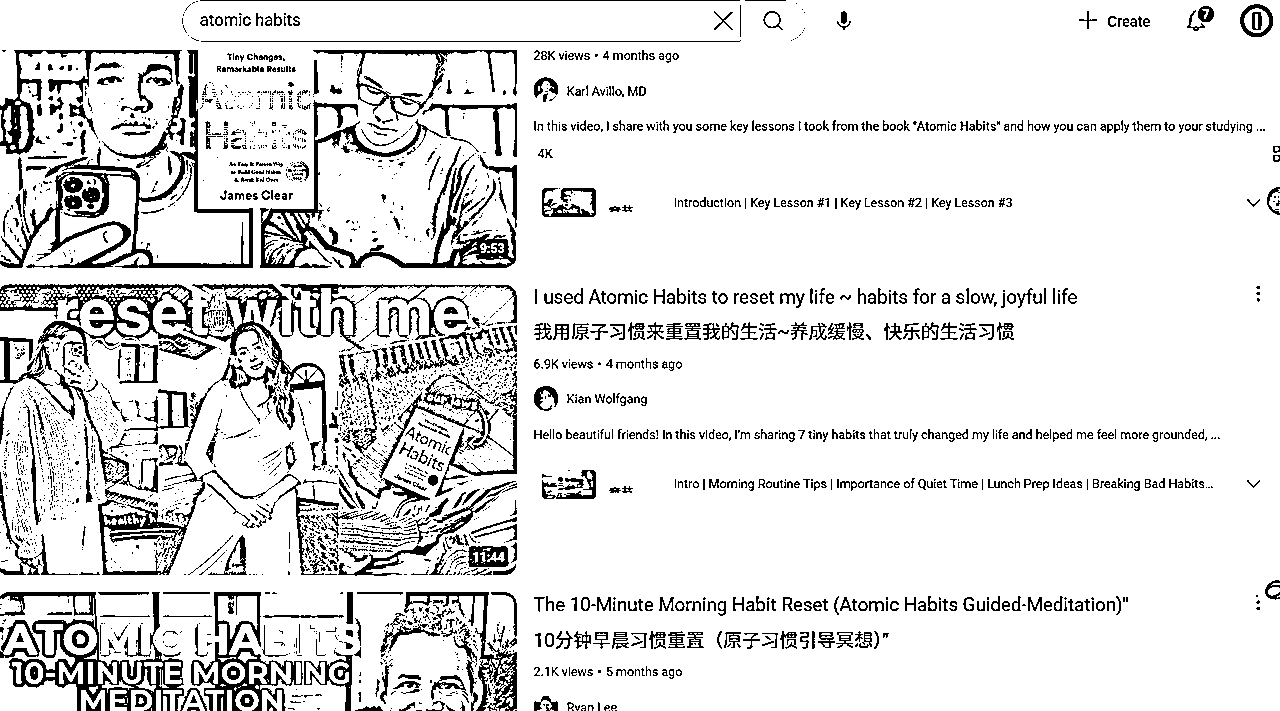 atomic habits
Create
7
Tiny Changes,
Remarkable Results
Atomic
Habits
An Easy & Proven Way
to Build Good Habits
& Break Bad Ones
James Clear
9:53
28K views • 4 months ago
Karl Avillo, MD
In this video, I share with you some key lessons I took from the book "Atomic Habits" and how you can apply them to your studying ...
4K
Introduction | Key Lesson #1 | Key Lesson #2 | Key Lesson #3
reset with me
Atomic
Habits
healthy h
11:44
I used Atomic Habits to reset my life ~ habits for a slow, joyful life
我用原子习惯来重置我的生活~养成缓慢、快乐的生活习惯
6.9K views • 4 months ago
Kian Wolfgang
Hello beautiful friends! In this video, I'm sharing 7 tiny habits that truly changed my life and helped me feel more grounded, ...
Intro | Morning Routine Tips | Importance of Quiet Time | Lunch Prep Ideas | Breaking Bad Habits...
ATOMIC HABITS
10-MINUTE MORNING
MEDITATION
The 10-Minute Morning Habit Reset (Atomic Habits Guided-Meditation)"
10分钟早晨习惯重置（原子习惯引导冥想）”
2.1K views • 5 months ago
Ryan Lee